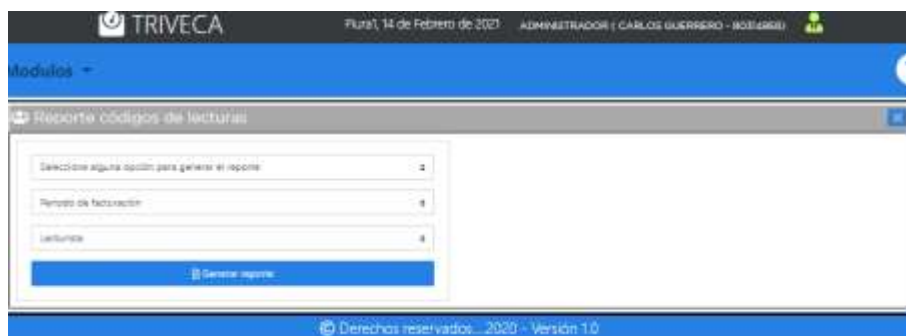 TRIVECA
14 de Febrero de 2021 ADMINISTRADOR ( CARLOS GUERRERO -
Modulos
Reporte códigos de lecturas
Seleccione alguna opción para generar el reporte
Periodo de facturación
Lecturista
Generar reporte
© Derechos reservados... 2020 - Versión 1.0